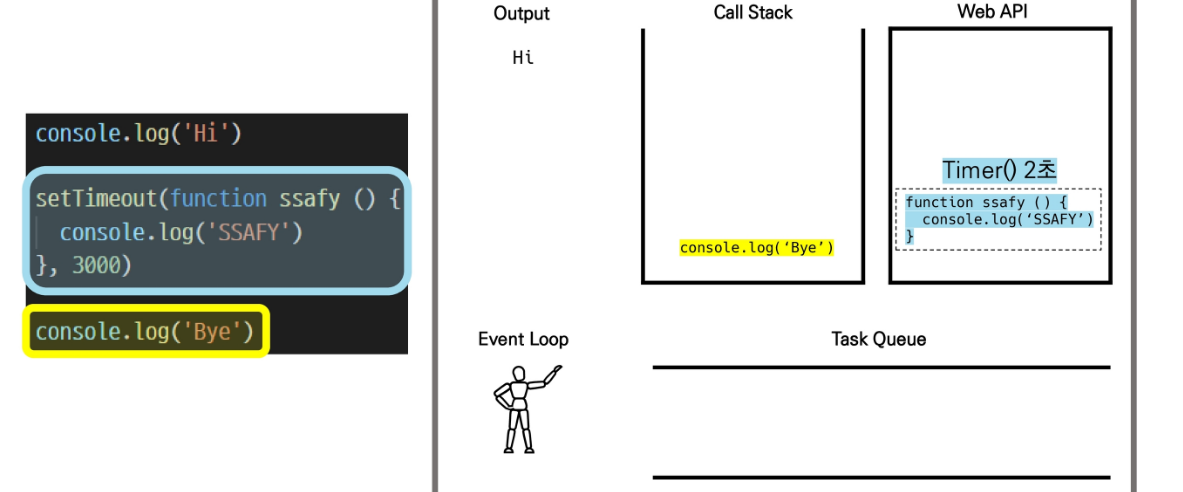 console.log('Hi')
setTimeout(function ssafy () {
  console.log('SSAFY')
}, 3000)
console.log('Bye')
Output
Hi
Call Stack
console.log(‘Bye’)
Web API
Timer() 2초
function ssafy () {
  console.log(‘SSAFY’)
}
Event Loop
Task Queue